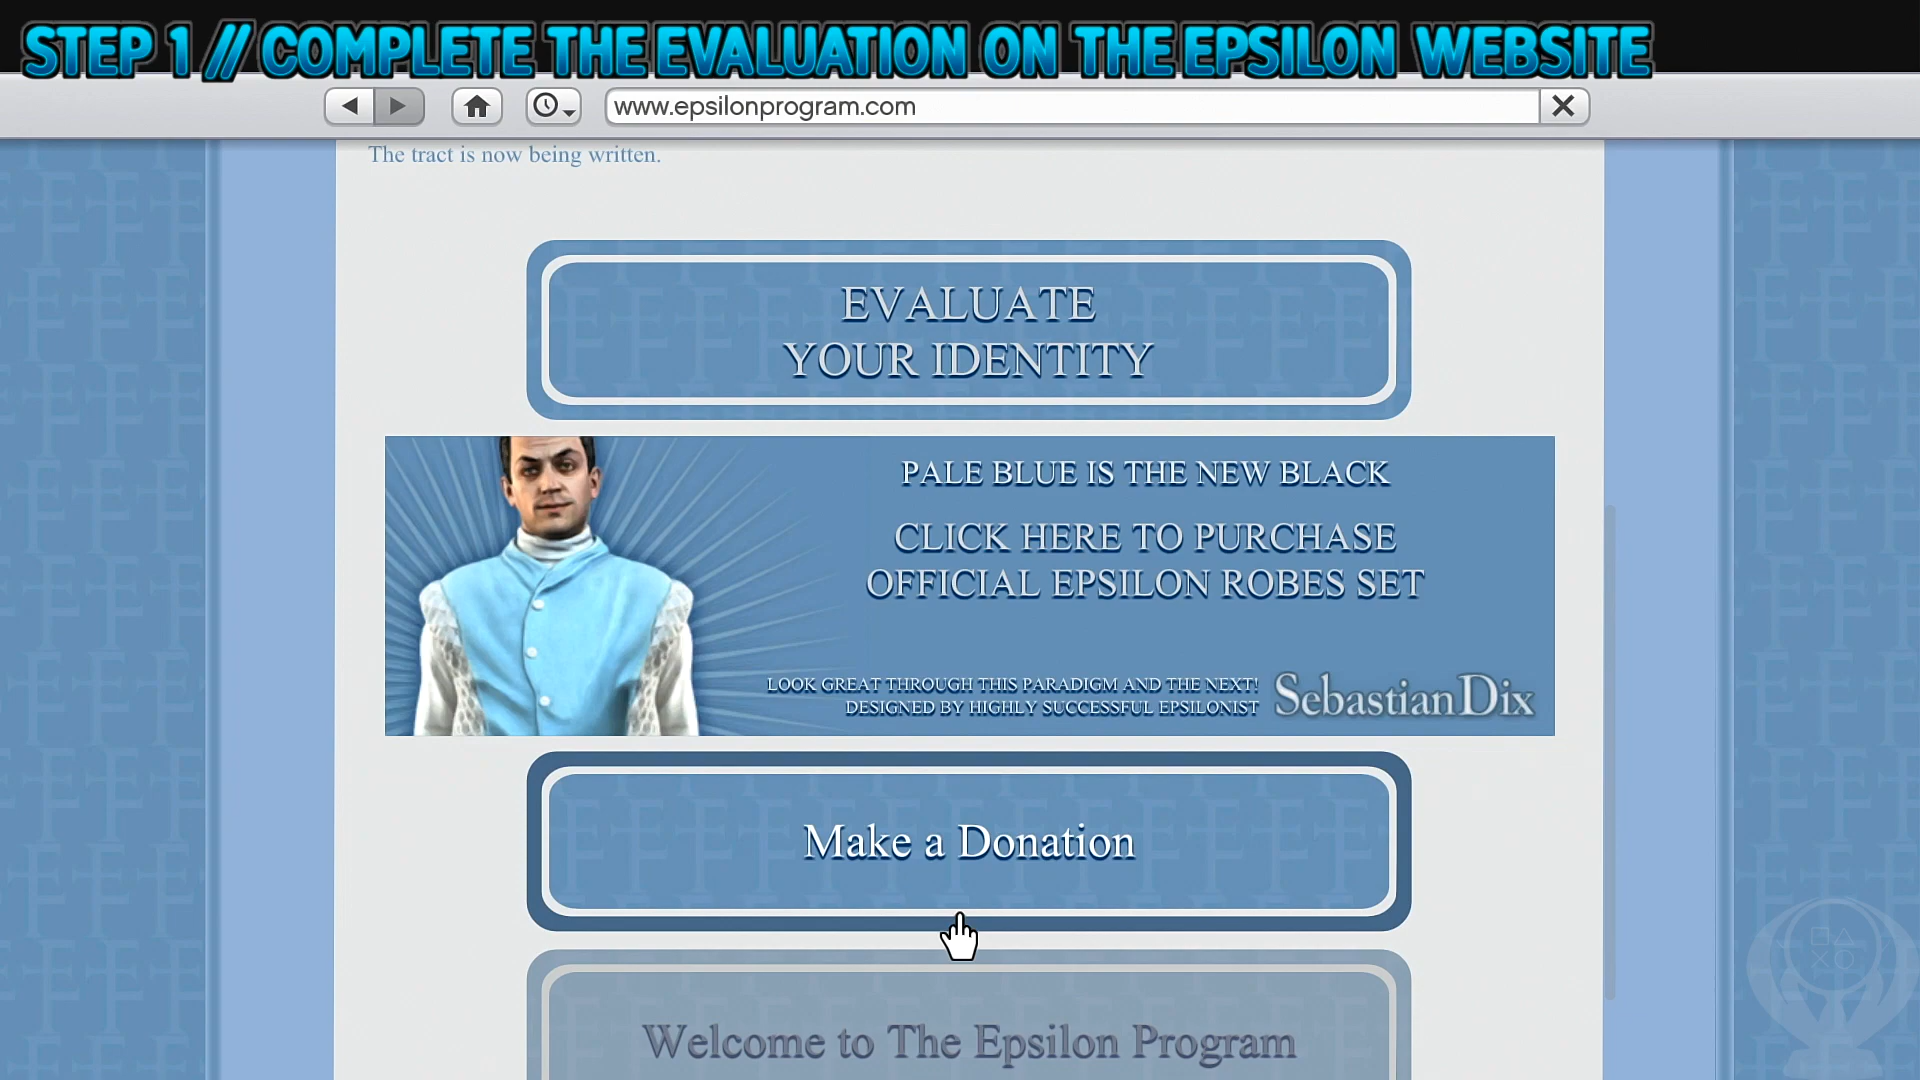 STEP 1 // COMPLETE THE EVALUATION ON THE EPSILON WEBSITE
www.epsilonprogram.com
The tract is now being written.
EVALUATE
YOUR IDENTITY
PALE BLUE IS THE NEW BLACK
CLICK HERE TO PURCHASE
OFFICIAL EPSILON ROBES SET
LOOK GREAT THROUGH THIS PARADIGM AND THE NEXT!
DESIGNED BY HIGHLY SUCCESSFUL EPSILONIST
SebastianDix
Make a Donation
Welcome to The Epsilon Program